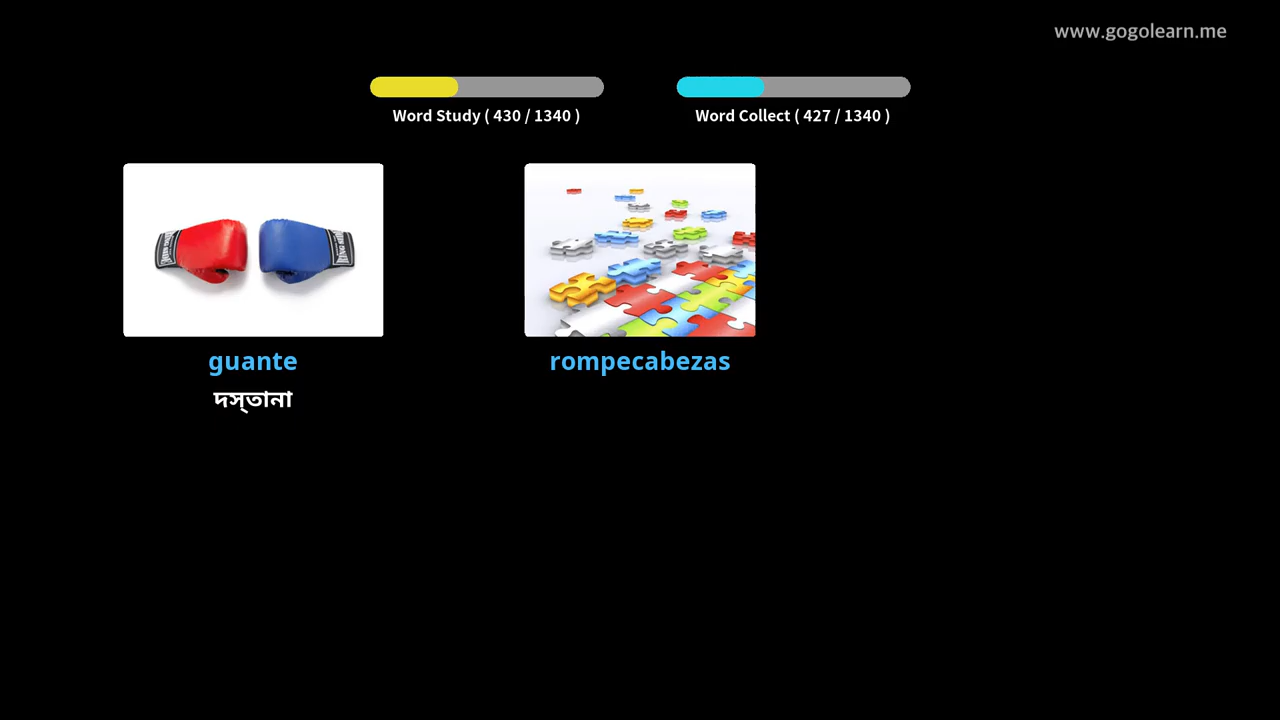 www.gogolearn.me
Word Study ( 430 / 1340 )
Word Collect ( 427 / 1340 )
guante
rompecabezas
দস্তানা